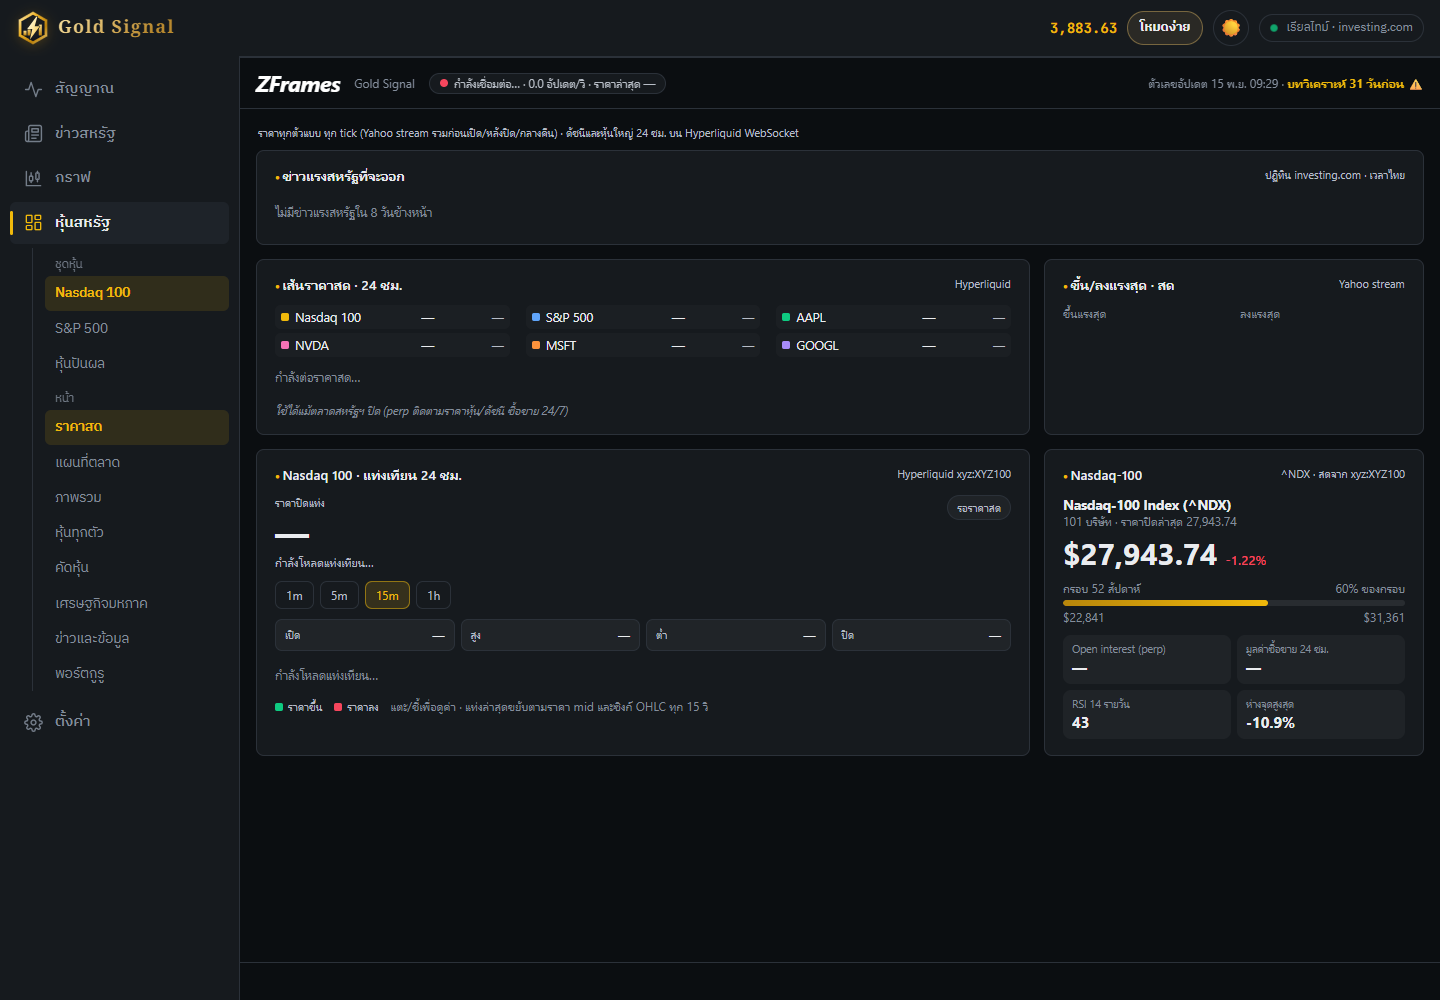 Gold Signal
3,883.63
โหมดง่าย
เรียลไทม์ · investing.com
สัญญาณ
ข่าวสหรัฐ
กราฟ
หุ้นสหรัฐ
ชุดหุ้น
Nasdaq 100
S&P 500
หุ้นปันผล
หน้า
ราคาสด
แผนที่ตลาด
ภาพรวม
หุ้นทุกตัว
คัดหุ้น
เศรษฐกิจมหภาค
ข่าวและข้อมูล
พอร์ตกูรู
ตั้งค่า
ZFrames
Gold Signal
กำลังเชื่อมต่อ... · 0.0 อัปเดต/วิ · ราคาล่าสุด —
ตัวเลขอัปเดต 15 พ.ย. 09:29 · บทวิเคราะห์ 31 วันก่อน ⚠
ราคาทุกตัวแบบ ทุก tick (Yahoo stream รวมก่อนเปิด/หลังปิด/กลางคืน) · ดัชนีและหุ้นใหญ่ 24 ชม. บน Hyperliquid WebSocket
• ข่าวแรงสหรัฐที่จะออก
ปฏิทิน investing.com · เวลาไทย
ไม่มีข่าวแรงสหรัฐใน 8 วันข้างหน้า
• เส้นราคาสด · 24 ชม.
Hyperliquid
Nasdaq 100 — —
S&P 500 — —
AAPL — —
NVDA — —
MSFT — —
GOOGL — —
กำลังต่อราคาสด...
ใช้ได้แม้ตลาดสหรัฐฯ ปิด (perp ติดตามราคาหุ้น/ดัชนี ซื้อขาย 24/7)
• ขึ้น/ลงแรงสุด · สด
Yahoo stream
ขึ้นแรงสุด
ลงแรงสุด
• Nasdaq 100 · แท่งเทียน 24 ชม.
Hyperliquid xyz:XYZ100
ราคาปิดแท่ง
รอราคาสด
—
กำลังโหลดแท่งเทียน...
1m
5m
15m
1h
เปิด —
สูง —
ต่ำ —
ปิด —
กำลังโหลดแท่งเทียน...
ราคาขึ้น
ราคาลง
แตะ/ชี้เพื่อดูค่า · แท่งล่าสุดขยับตามราคา mid และซิงก์ OHLC ทุก 15 วิ
• Nasdaq-100
^NDX · สดจาก xyz:XYZ100
Nasdaq-100 Index (^NDX)
101 บริษัท · ราคาปิดล่าสุด 27,943.74
$27,943.74 -1.22%
กรอบ 52 สัปดาห์
60% ของกรอบ
$22,841
$31,361
Open interest (perp)
—
มูลค่าซื้อขาย 24 ชม.
—
RSI 14 รายวัน
43
ห่างจุดสูงสุด
-10.9%